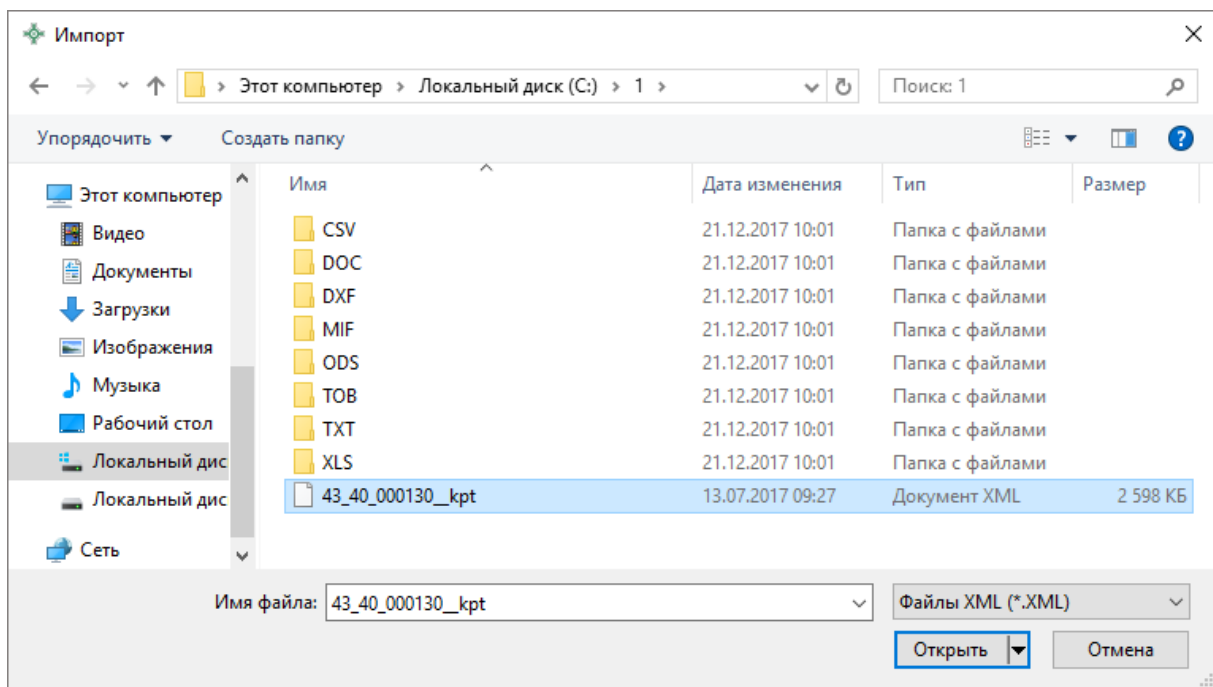 Импорт
Этот компьютер > Локальный диск (C:) > 1 >
Поиск: 1
Упорядочить Создать папку
Имя Дата изменения Тип Размер
Этот компьютер
Видео
Документы
Загрузки
Изображения
Музыка
Рабочий стол
Локальный дис
Локальный дис
Сеть
CSV 21.12.2017 10:01 Папка с файлами
DOC 21.12.2017 10:01 Папка с файлами
DXF 21.12.2017 10:01 Папка с файлами
MIF 21.12.2017 10:01 Папка с файлами
ODS 21.12.2017 10:01 Папка с файлами
TOB 21.12.2017 10:01 Папка с файлами
TXT 21.12.2017 10:01 Папка с файлами
XLS 21.12.2017 10:01 Папка с файлами
43_40_000130__kpt 13.07.2017 09:27 Документ XML 2 598 КБ
Имя файла: 43_40_000130__kpt Файлы XML (*.XML)
Открыть Отмена